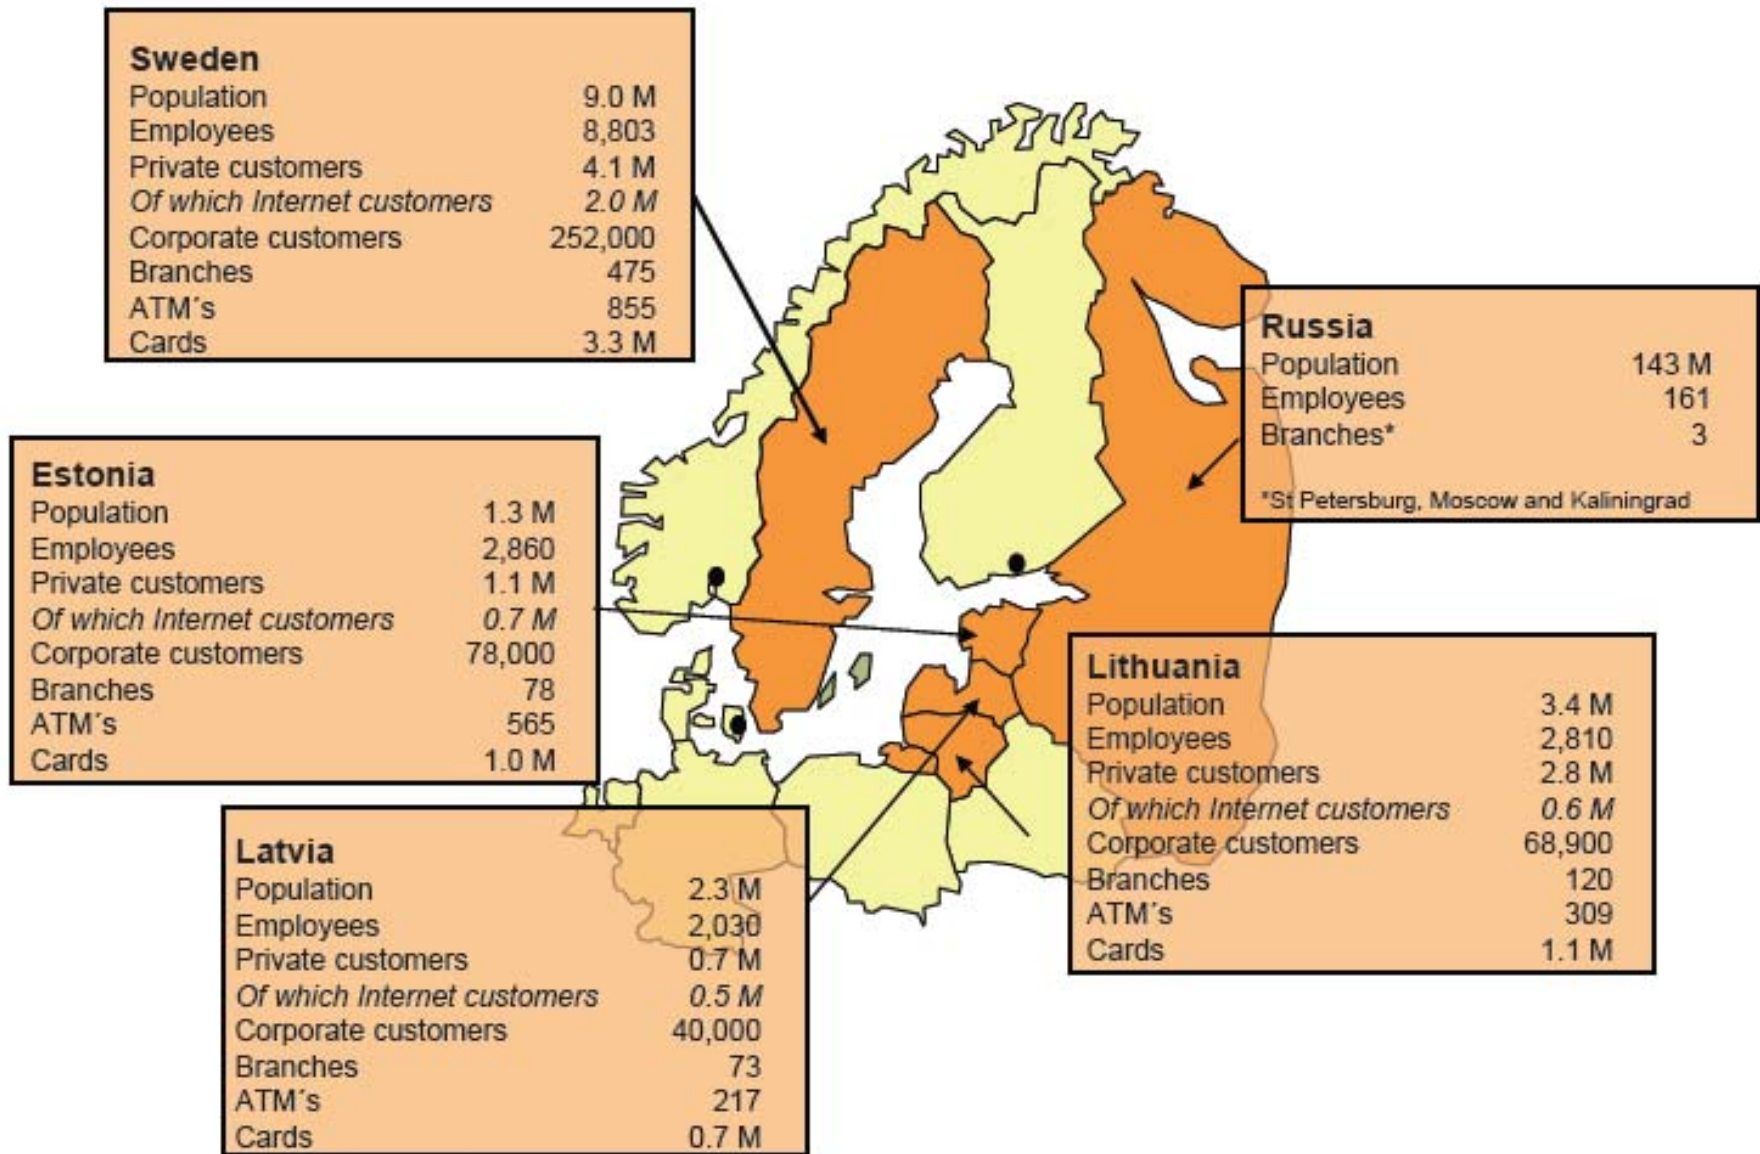 Sweden
Population 9.0 M
Employees 8,803
Private customers 4.1 M
Of which Internet customers 2.0 M
Corporate customers 252,000
Branches 475
ATM´s 855
Cards 3.3 M
Russia
Population 143 M
Employees 161
Branches* 3
*St Petersburg, Moscow and Kaliningrad
Estonia
Population 1.3 M
Employees 2,860
Private customers 1.1 M
Of which Internet customers 0.7 M
Corporate customers 78,000
Branches 78
ATM´s 565
Cards 1.0 M
Lithuania
Population 3.4 M
Employees 2,810
Private customers 2.8 M
Of which Internet customers 0.6 M
Corporate customers 68,900
Branches 120
ATM´s 309
Cards 1.1 M
Latvia
Population 2.3 M
Employees 2,030
Private customers 0.7 M
Of which Internet customers 0.5 M
Corporate customers 40,000
Branches 73
ATM´s 217
Cards 0.7 M